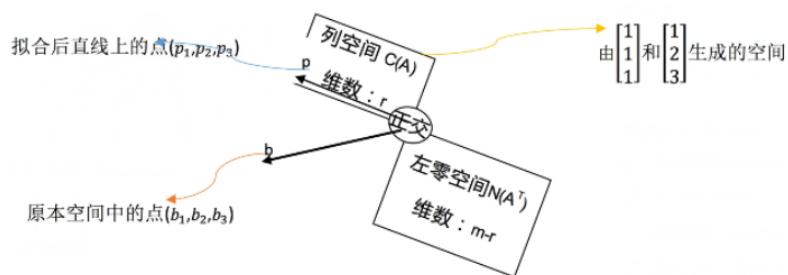 拟合后直线上的点(p₁,p₂,p₃)
列空间 C(A)
维数：r
p
正交
由[1 1 1]和[1 2 3]生成的空间
b
原本空间中的点(b₁,b₂,b₃)
左零空间N(Aᵀ)
维数：m-r